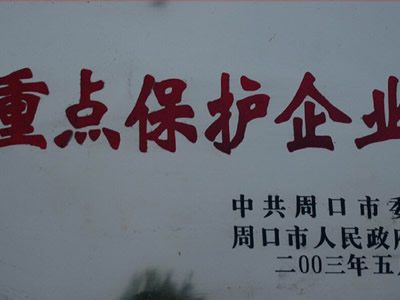 重点保护企业
中共周口市委
周口市人民政府
二00三年五月